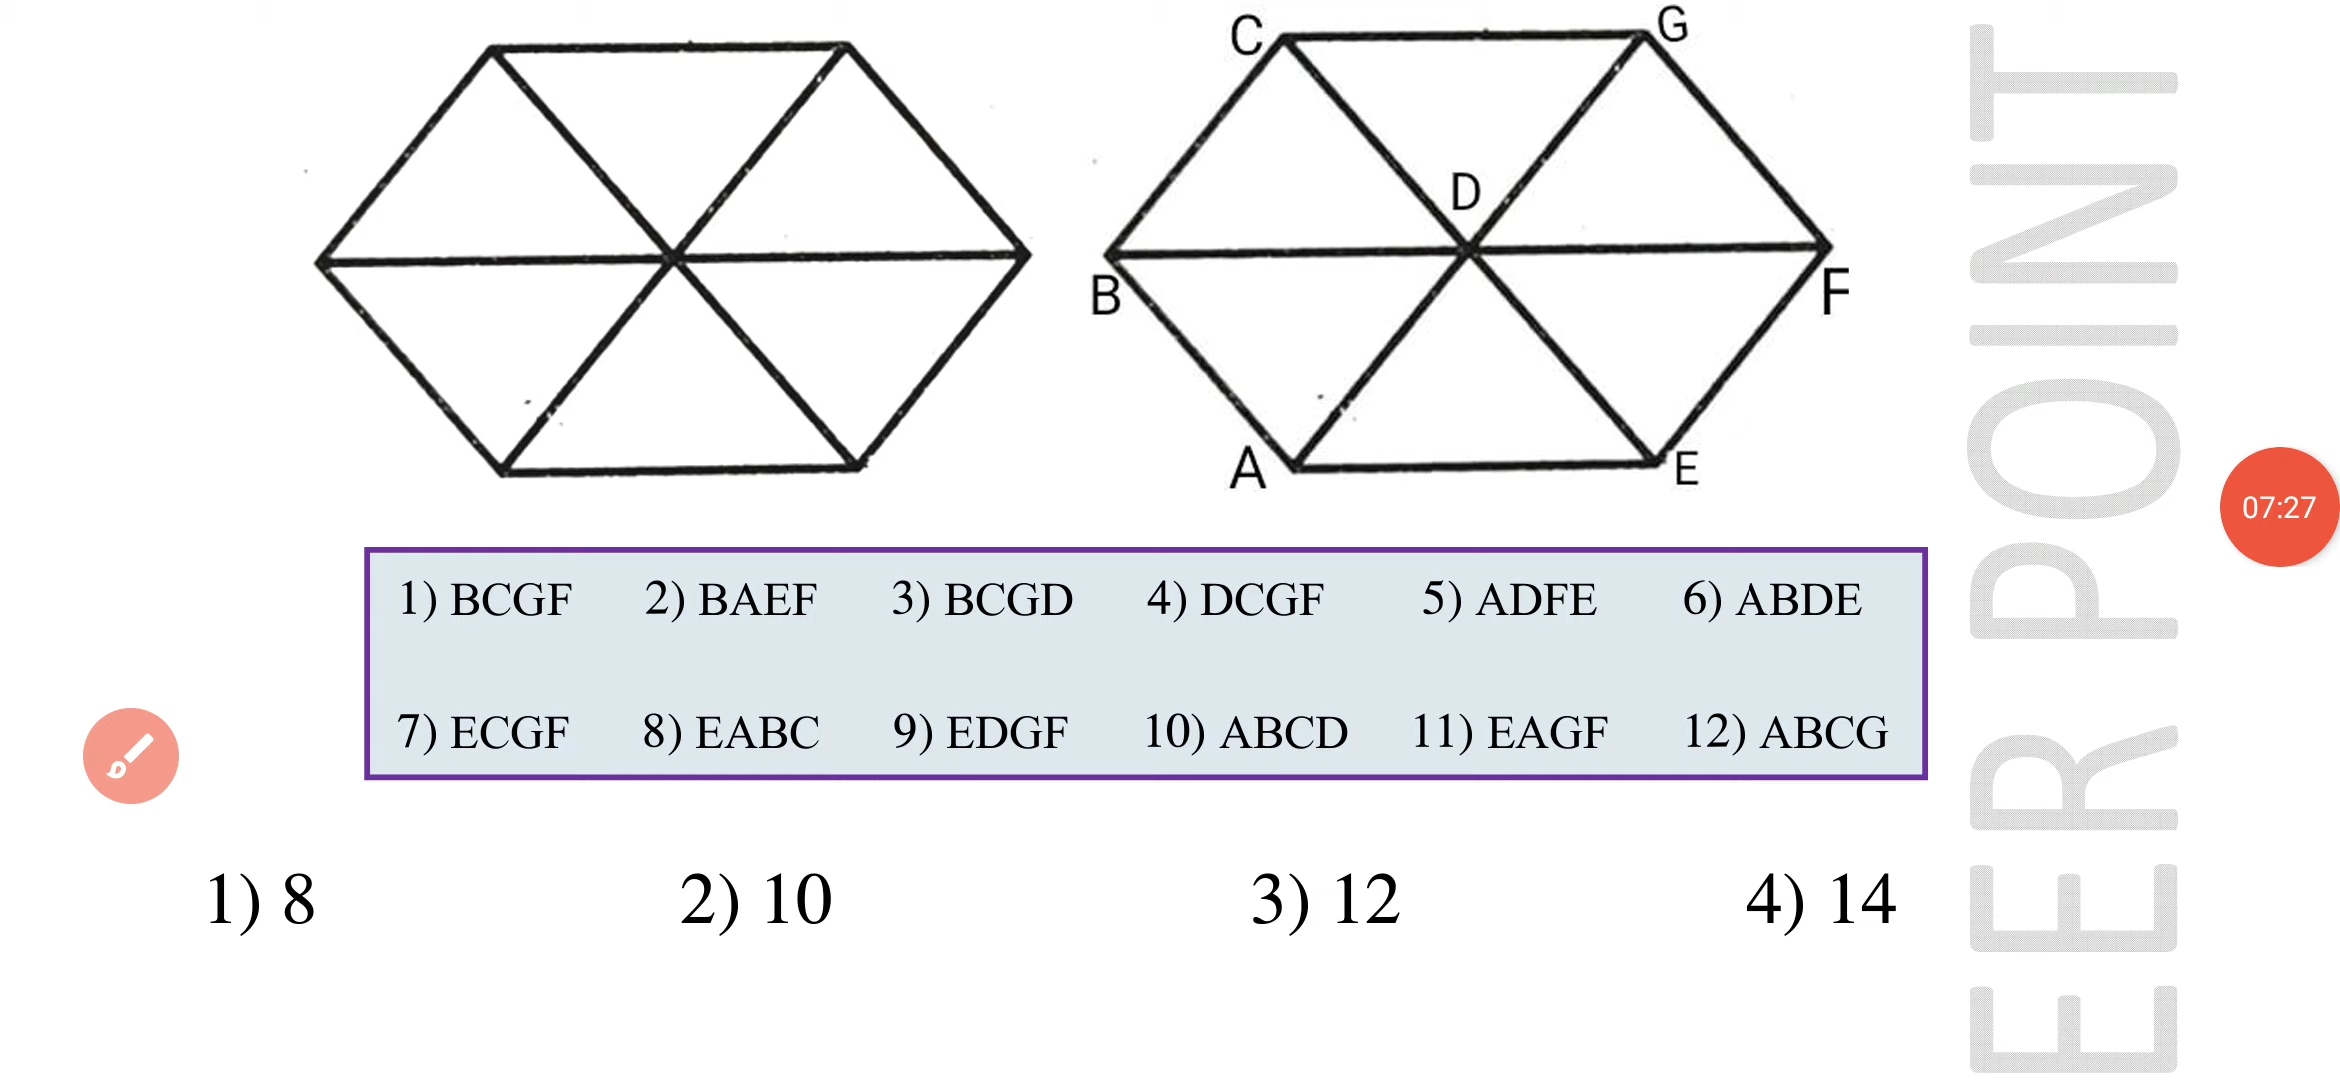 C G
D
B F
A E
1) BCGF 2) BAEF 3) BCGD 4) DCGF 5) ADFE 6) ABDE
7) ECGF 8) EABC 9) EDGF 10) ABCD 11) EAGF 12) ABCG
1) 8 2) 10 3) 12 4) 14
EER POINT
07:27